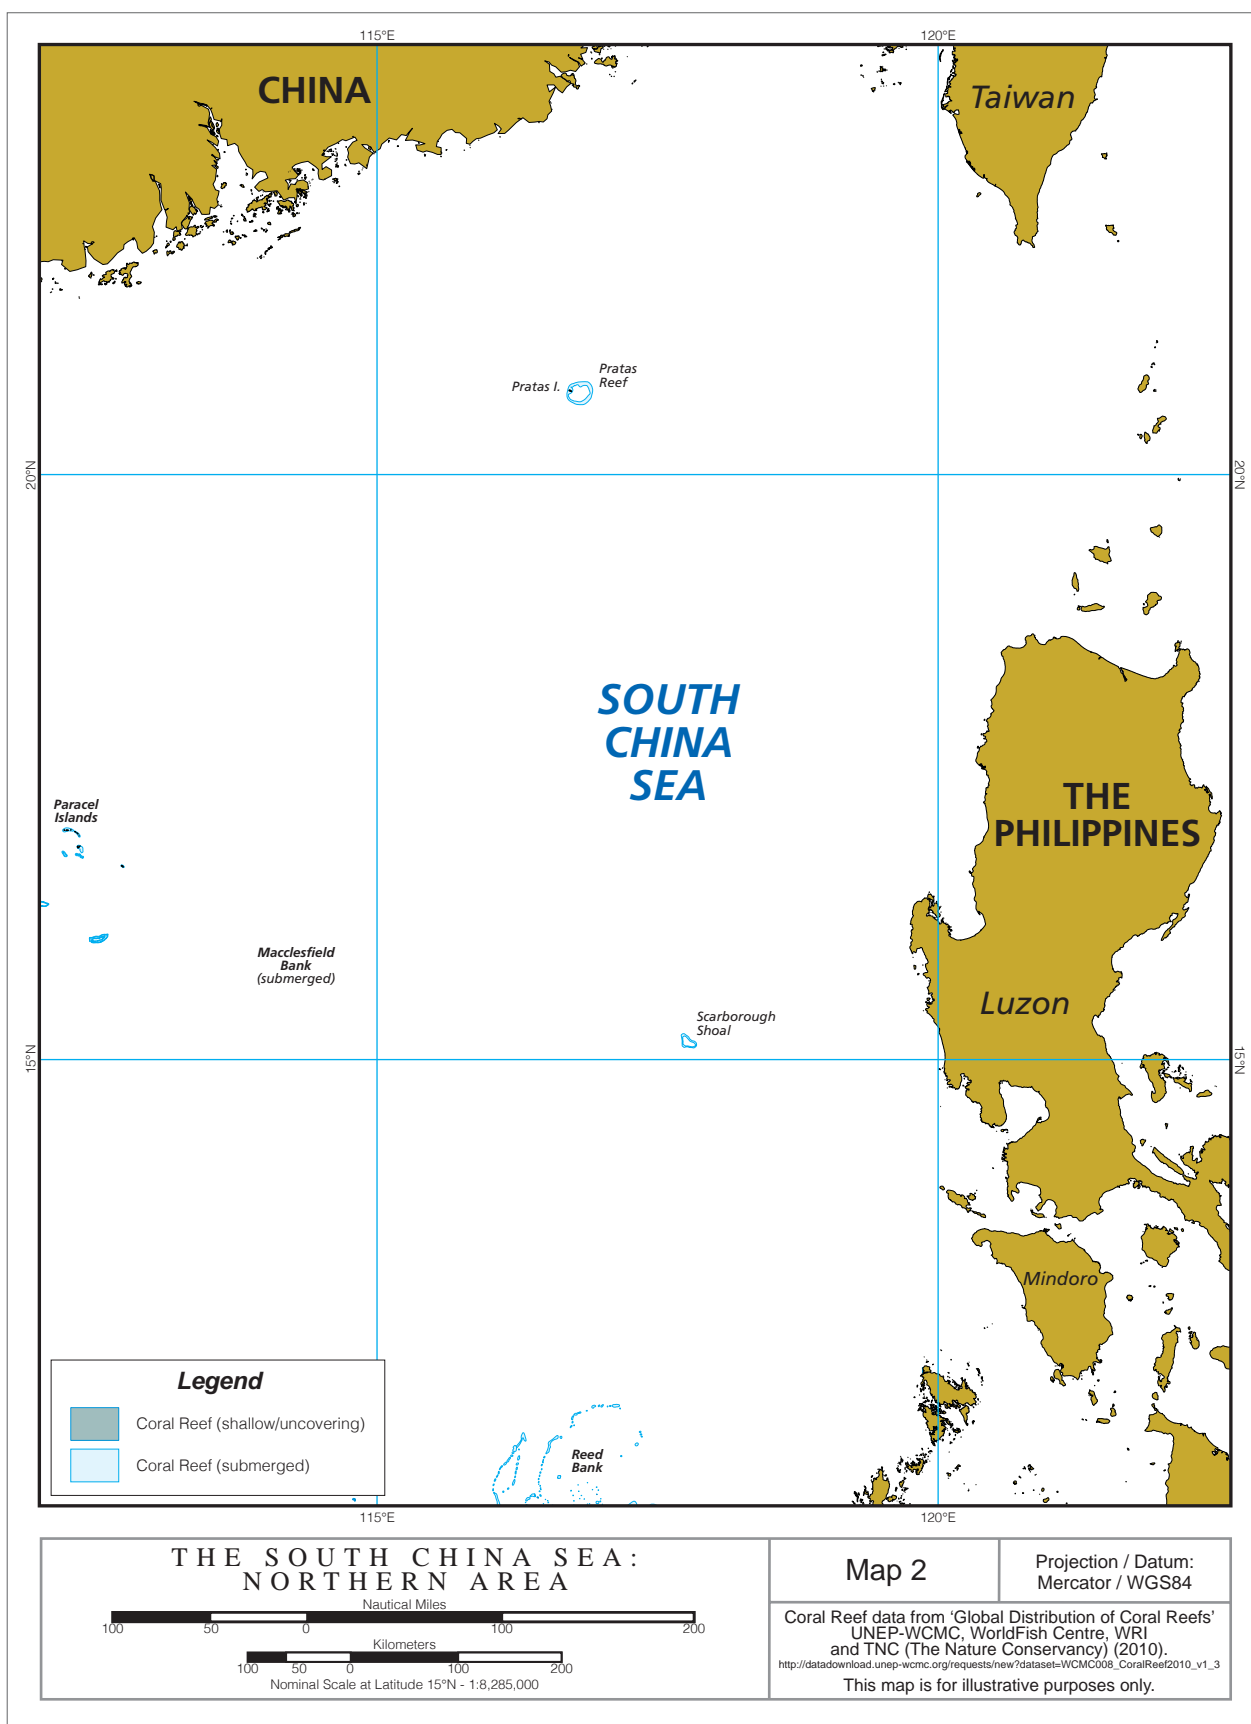 115°E
120°E
CHINA
Taiwan
Pratas I.
Pratas
Reef
20°N
20°N
SOUTH
CHINA
SEA
THE
PHILIPPINES
Paracel
Islands
Macclesfield
Bank
(submerged)
Luzon
Scarborough
Shoal
15°N
15°N
Mindoro
Legend
Coral Reef (shallow/uncovering)
Coral Reef (submerged)
Reed
Bank
115°E
120°E
THE SOUTH CHINA SEA:
NORTHERN AREA
Nautical Miles
100 50 0 100 200
Kilometers
100 50 0 100 200
Nominal Scale at Latitude 15°N - 1:8,285,000
Map 2
Projection / Datum:
Mercator / WGS84
Coral Reef data from ‘Global Distribution of Coral Reefs’
UNEP-WCMC, WorldFish Centre, WRI
and TNC (The Nature Conservancy) (2010).
http://datadownload.unep-wcmc.org/requests/new?dataset=WCMC008_CoralReef2010_v1_3
This map is for illustrative purposes only.